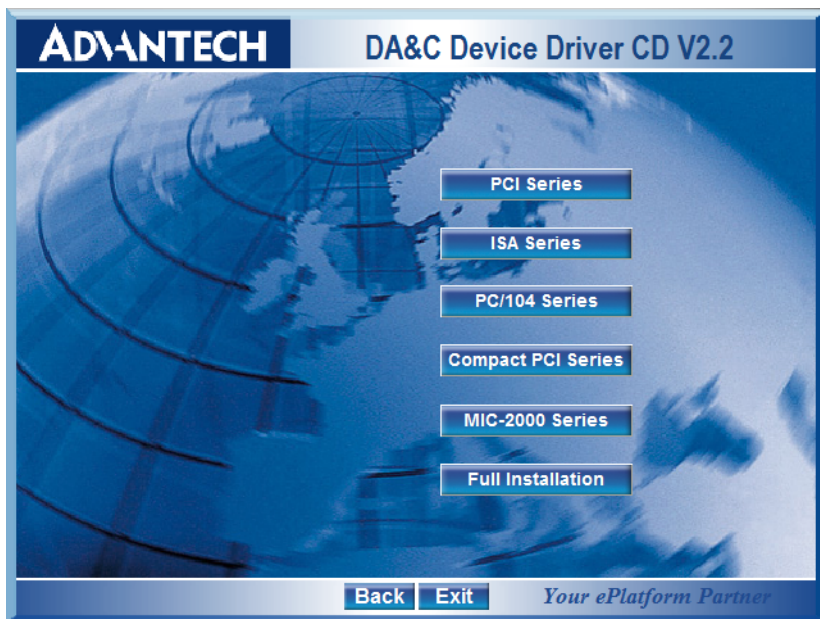 ADVANTECH
DA&C Device Driver CD V2.2
PCI Series
ISA Series
PC/104 Series
Compact PCI Series
MIC-2000 Series
Full Installation
Back Exit Your ePlatform Partner